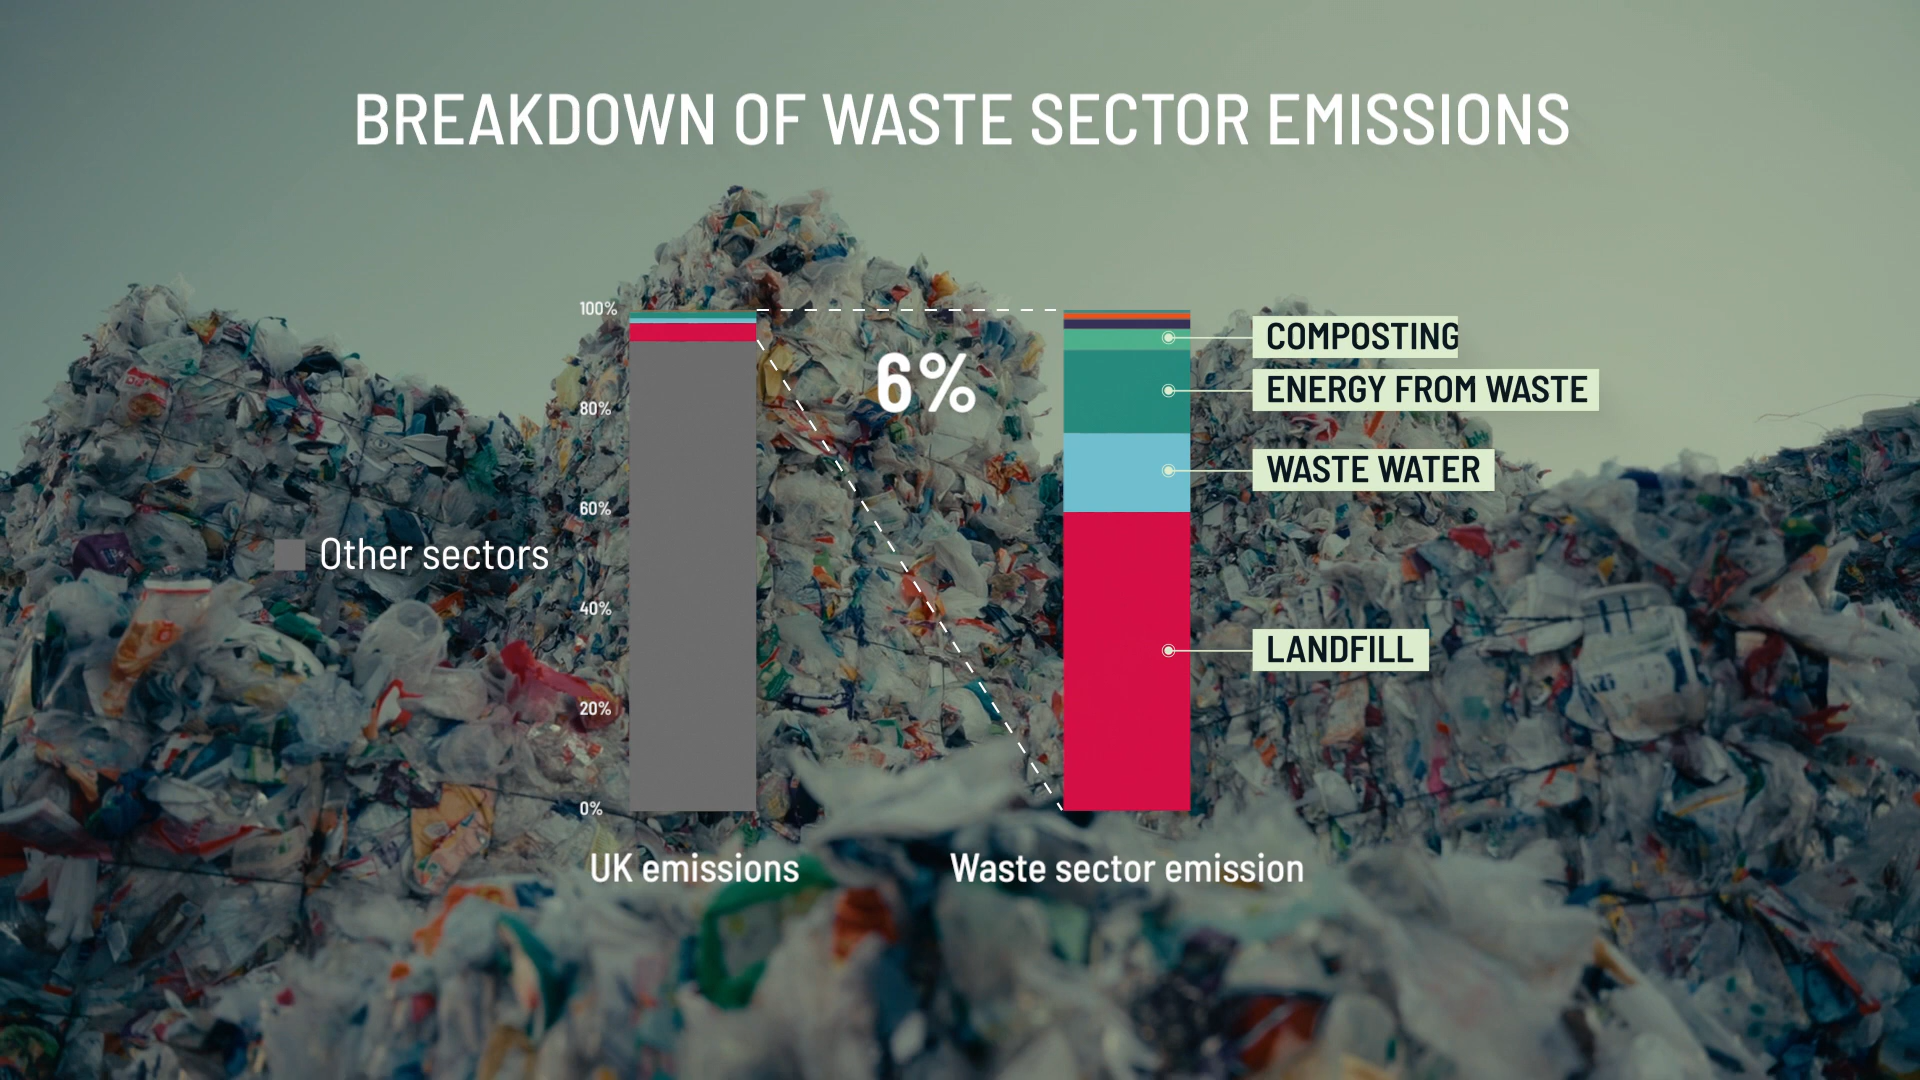 BREAKDOWN OF WASTE SECTOR EMISSIONS
100%
80%
60%
40%
20%
0%
Other sectors
6%
COMPOSTING
ENERGY FROM WASTE
WASTE WATER
LANDFILL
UK emissions
Waste sector emission